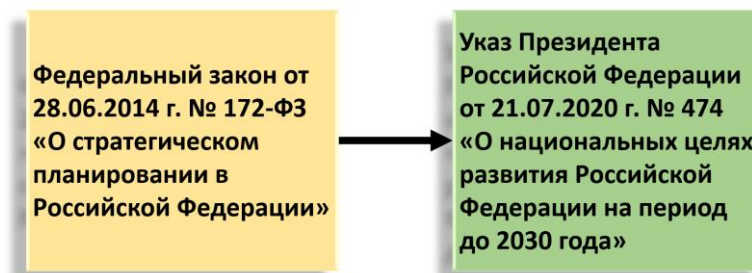 Федеральный закон от
28.06.2014 г. № 172-ФЗ
«О стратегическом
планировании в
Российской Федерации»
Указ Президента
Российской Федерации
от 21.07.2020 г. № 474
«О национальных целях
развития Российской
Федерации на период
до 2030 года»